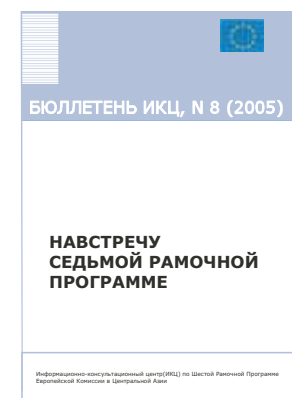 БЮЛЛЕТЕНЬ ИКЦ, N 8 (2005)
НАВСТРЕЧУ
СЕДЬМОЙ РАМОЧНОЙ
ПРОГРАММЕ
Информационно-консультационный центр(ИКЦ) по Шестой Рамочной Программе
Европейской Комиссии в Центральной Азии